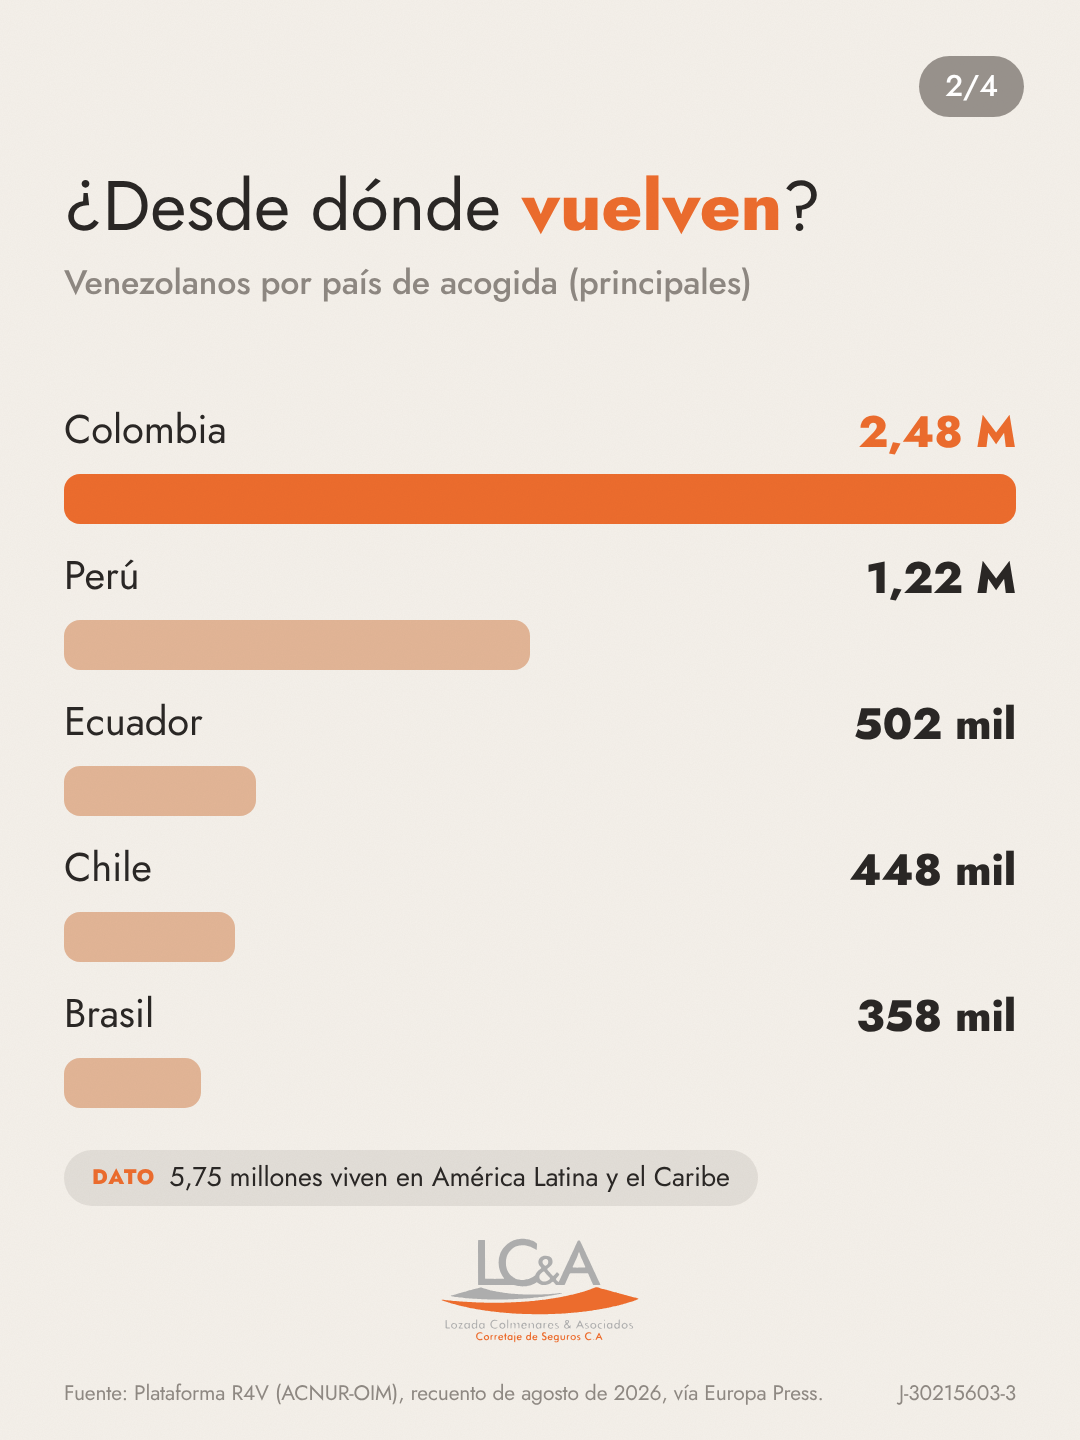 2/4
¿Desde dónde vuelven?
Venezolanos por país de acogida (principales)
Colombia 2,48 M
Perú 1,22 M
Ecuador 502 mil
Chile 448 mil
Brasil 358 mil
DATO 5,75 millones viven en América Latina y el Caribe
LC&A
Lozada Colmenares & Asociados
Corretaje de Seguros C.A
Fuente: Plataforma R4V (ACNUR-OIM), recuento de agosto de 2026, vía Europa Press. J-30215603-3